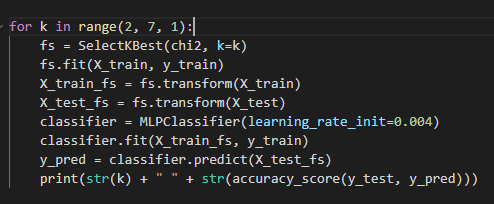 for k in range(2, 7, 1):
    fs = SelectKBest(chi2, k=k)
    fs.fit(X_train, y_train)
    X_train_fs = fs.transform(X_train)
    X_test_fs = fs.transform(X_test)
    classifier = MLPClassifier(learning_rate_init=0.004)
    classifier.fit(X_train_fs, y_train)
    y_pred = classifier.predict(X_test_fs)
    print(str(k) + " " + str(accuracy_score(y_test, y_pred)))